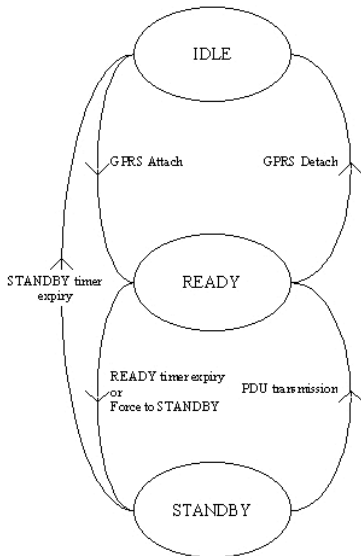 IDLE
GPRS Attach
GPRS Detach
READY
STANDBY timer
expiry
READY timer expiry
or
Force to STANDBY
PDU transmission
STANDBY